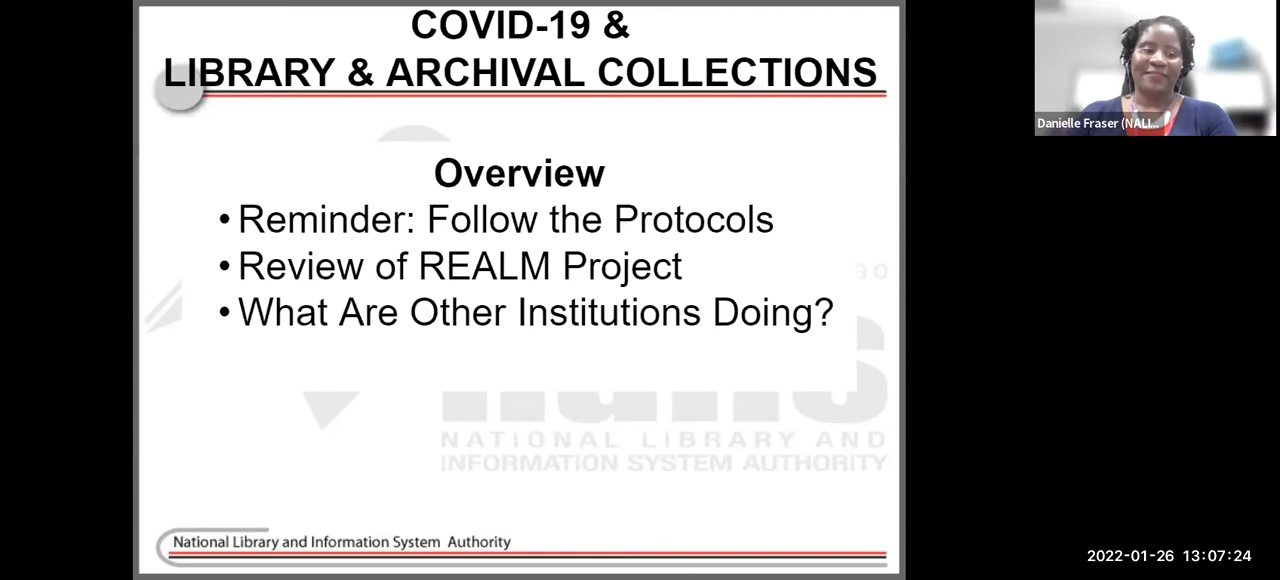 COVID-19 &
LIBRARY & ARCHIVAL COLLECTIONS
Overview
• Reminder: Follow the Protocols
• Review of REALM Project
• What Are Other Institutions Doing?
NATIONAL LIBRARY AND
INFORMATION SYSTEM AUTHORITY
National Library and Information System Authority
Danielle Fraser (NALI...
2022-01-26 13:07:24